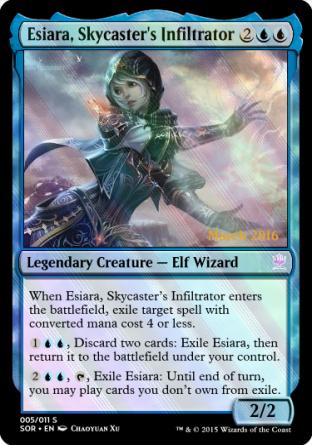 Esiara, Skycaster's Infiltrator 2
March 2016
Legendary Creature — Elf Wizard
When Esiara, Skycaster's Infiltrator enters
the battlefield, exile target spell with
converted mana cost 4 or less.
1 , Discard two cards: Exile Esiara, then
return it to the battlefield under your control.
2 , , Exile Esiara: Until end of turn,
you may play cards you don't own from exile.
2/2
005/011 S
SOR • EN CHAOYUAN XU
™ & © 2015 Wizards of the Coast